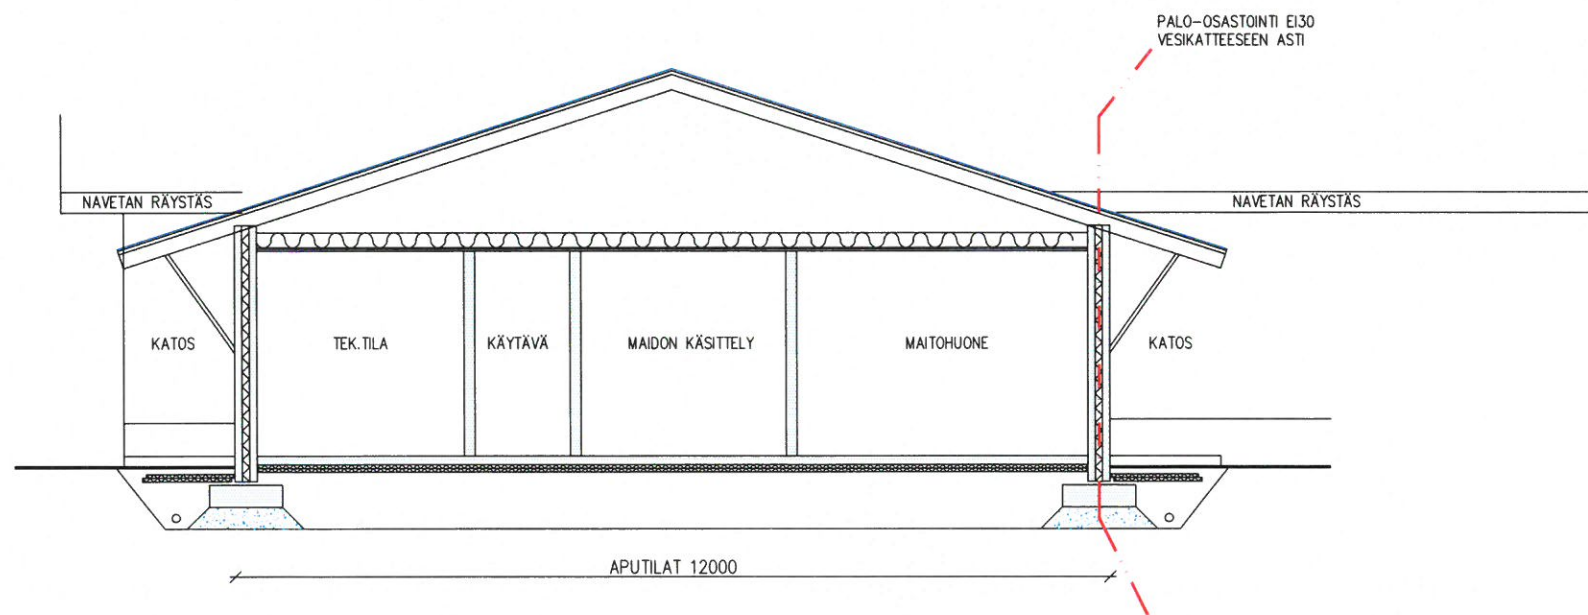 PALO-OSASTOINTI EI30
VESIKATTEESEEN ASTI
NAVETAN RÄYSTÄS
NAVETAN RÄYSTÄS
KATOS
TEK.TILA
KÄYTÄVÄ
MAIDON KÄSITTELY
MAITOHUONE
KATOS
APUTILAT 12000